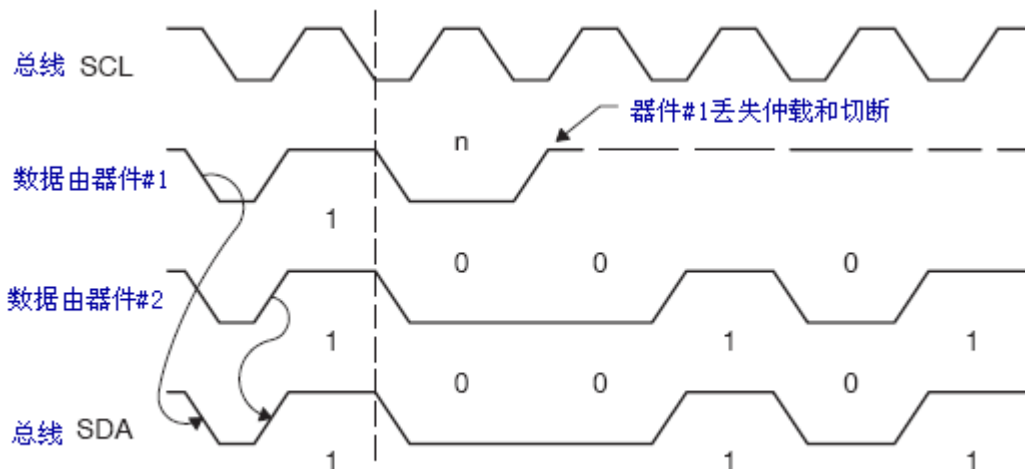 总线 SCL
器件#1丢失仲载和切断
n
数据由器件#1
1
0 0 0
数据由器件#2
1 1 1
0 0 0
总线 SDA
1 1 1